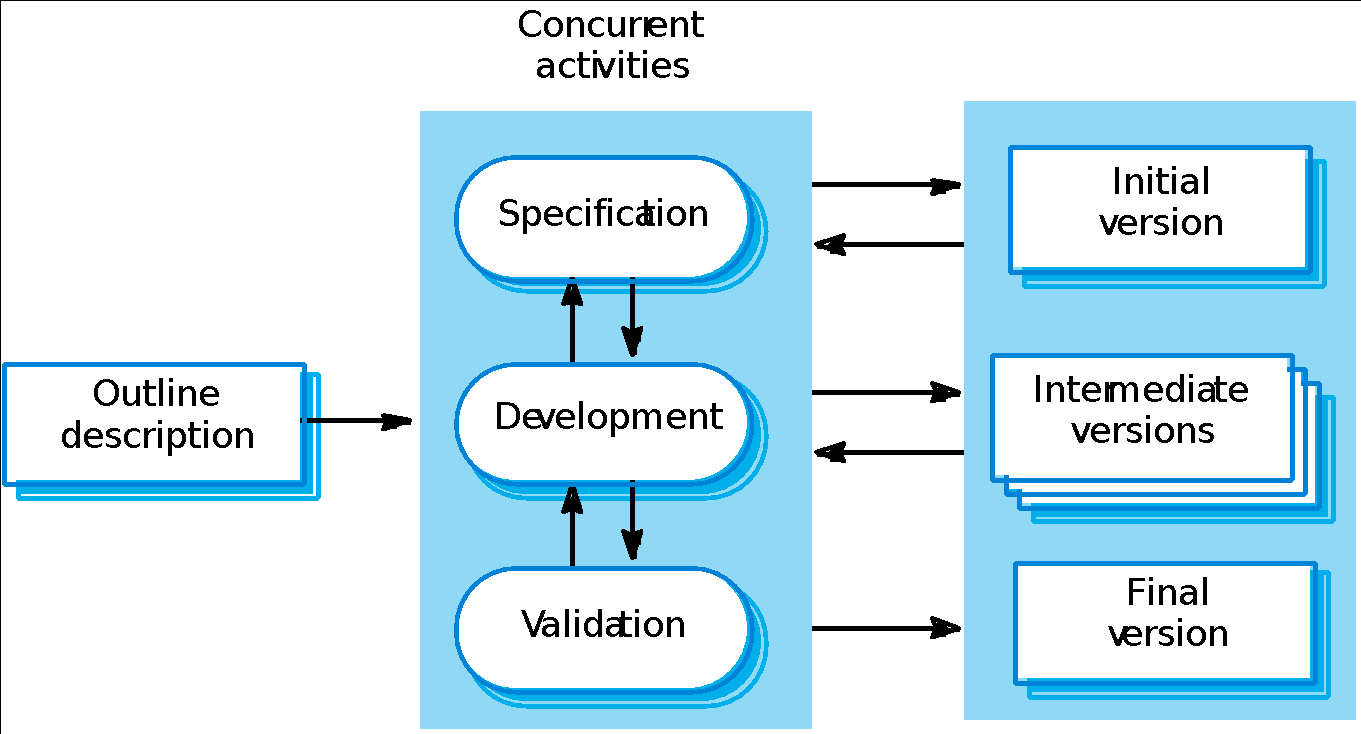 Concurrent
activities
Specification
Initial
version
Outline
description
Development
Intermediate
versions
Validation
Final
version